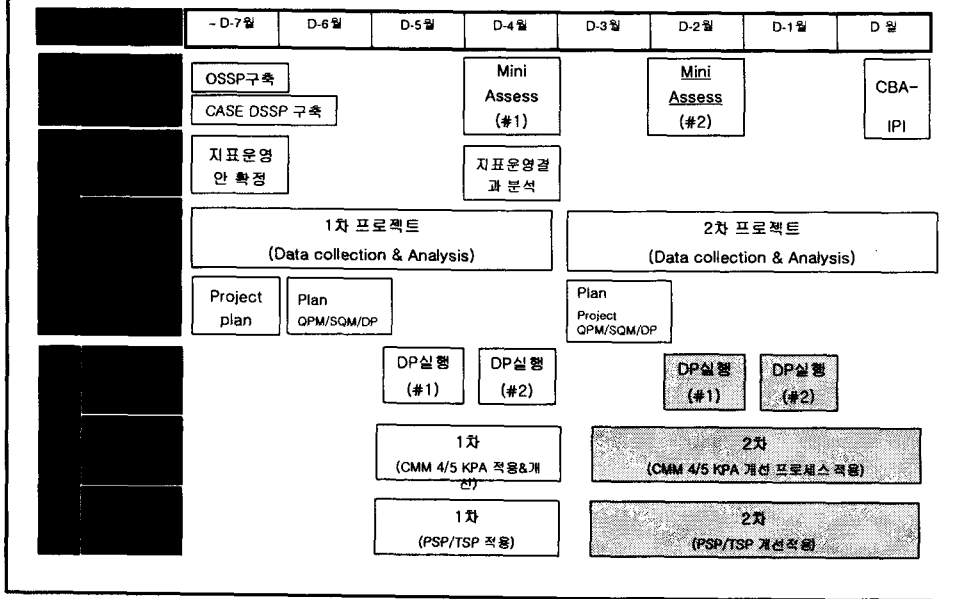 ~ D-7월 D-6월 D-5월 D-4월 D-3월 D-2월 D-1월 D 월
OSSP구축
CASE DSSP 구축
Mini
Assess
(#1)
Mini
Assess
(#2)
CBA-
IPI
지표운영
안 확정
지표운영결
과 분석
1차 프로젝트
(Data collection & Analysis)
2차 프로젝트
(Data collection & Analysis)
Project
plan
Plan
QPM/SQM/DP
Plan
Project
QPM/SQM/DP
DP실행
(#1)
DP실행
(#2)
DP실행
(#1)
DP실행
(#2)
1차
(CMM 4/5 KPA 적용&개
선)
2차
(CMM 4/5 KPA 개선 프로세스 적용)
1차
(PSP/TSP 적용)
2차
(PSP/TSP 개선적용)